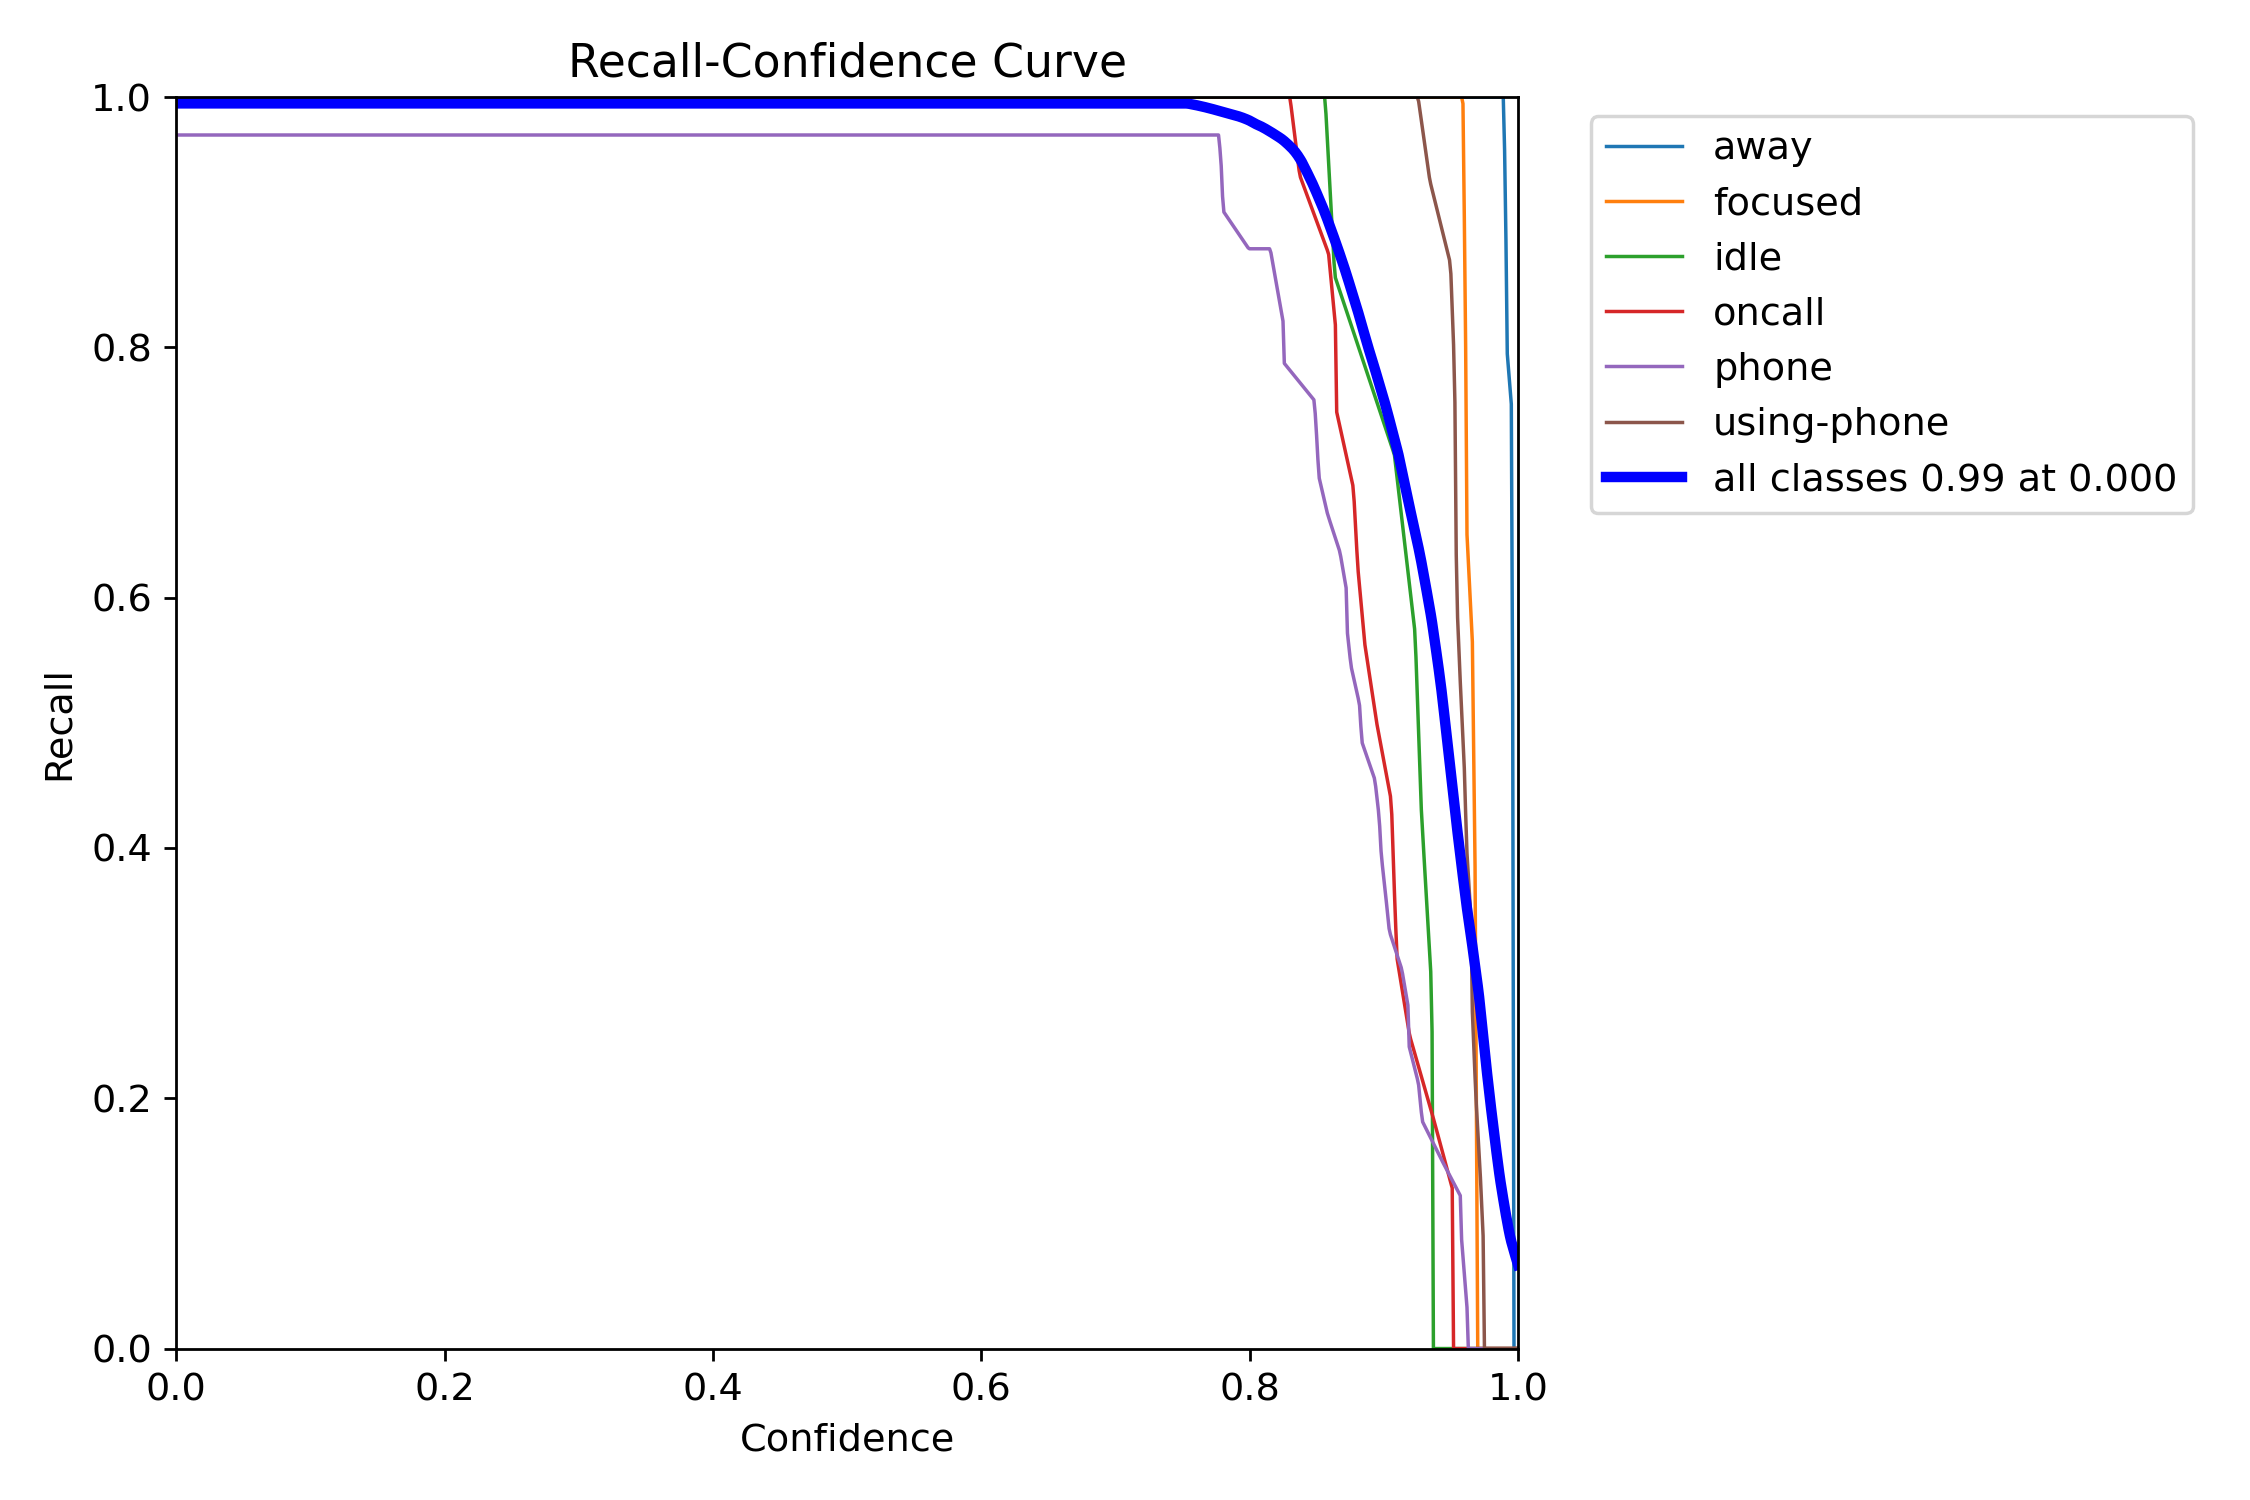 Recall-Confidence Curve
1.0
0.8
0.6
0.4
0.2
0.0
Recall
0.0 0.2 0.4 0.6 0.8 1.0
Confidence
away
focused
idle
oncall
phone
using-phone
all classes 0.99 at 0.000